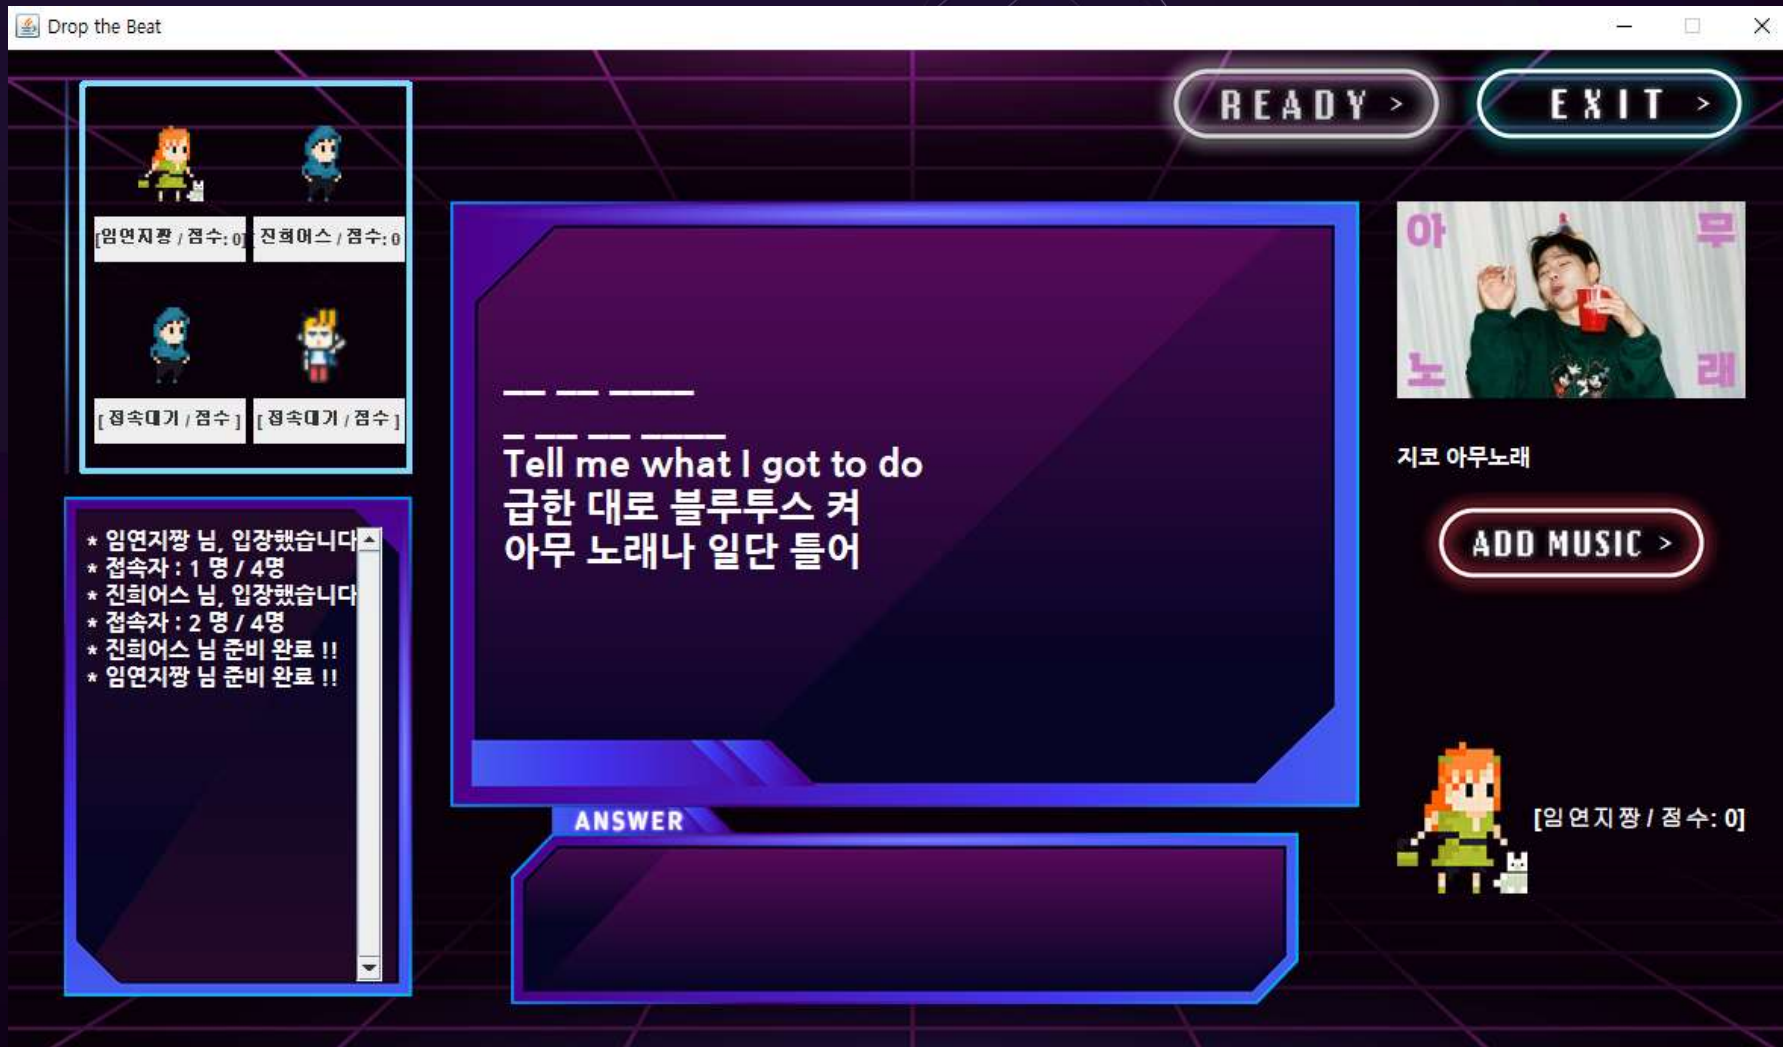 Drop the Beat
READY >
EXIT >
[임연지짱 / 점수: 0]
진희어스 / 점수: 0
[ 접속대기 / 점수 ]
[ 접속대기 / 점수 ]
* 임연지짱 님, 입장했습니다
* 접속자 : 1 명 / 4명
* 진희어스 님, 입장했습니다
* 접속자 : 2 명 / 4명
* 진희어스 님 준비 완료 !!
* 임연지짱 님 준비 완료 !!
__ __ ____
_ __ __ ____
Tell me what I got to do
급한 대로 블루투스 켜
아무 노래나 일단 틀어
ANSWER
아 무
노 래
지코 아무노래
ADD MUSIC >
[임연지짱 / 점수: 0]